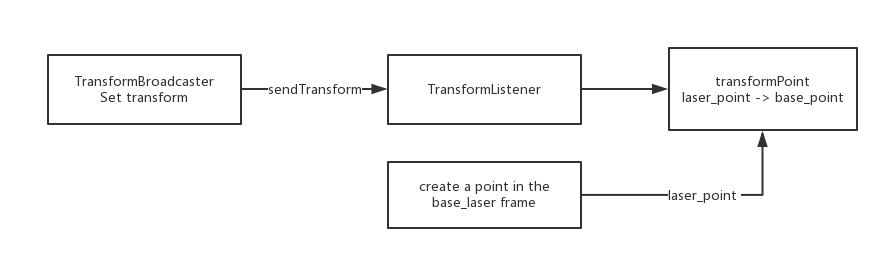 TransformBroadcaster
Set transform
sendTransform
TransformListener
transformPoint
laser_point -> base_point
create a point in the
base_laser frame
laser_point